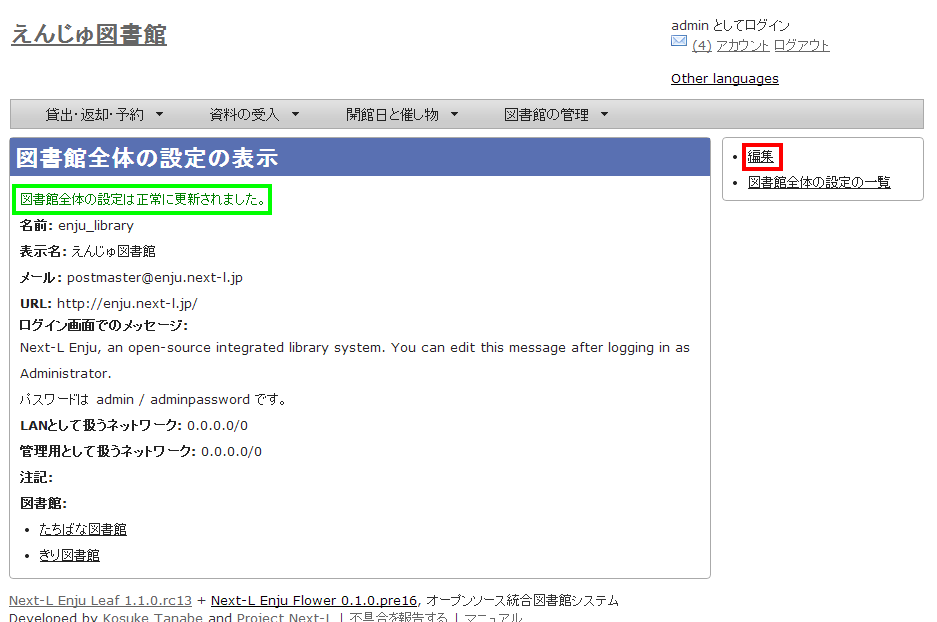 えんじゅ図書館
admin としてログイン
(4) アカウント ログアウト
Other languages
貸出・返却・予約 ▼ 資料の受入 ▼ 開館日と催し物 ▼ 図書館の管理 ▼
図書館全体の設定の表示
図書館全体の設定は正常に更新されました。
名前: enju_library
表示名: えんじゅ図書館
メール: postmaster@enju.next-l.jp
URL: http://enju.next-l.jp/
ログイン画面でのメッセージ:
Next-L Enju, an open-source integrated library system. You can edit this message after logging in as
Administrator.
パスワードは admin / adminpassword です。
LANとして扱うネットワーク: 0.0.0.0/0
管理用として扱うネットワーク: 0.0.0.0/0
注記:
図書館:
• たちばな図書館
• きり図書館
• 編集
• 図書館全体の設定の一覧
Next-L Enju Leaf 1.1.0.rc13 + Next-L Enju Flower 0.1.0.pre16, オープンソース統合図書館システム
Developed by Kosuke Tanabe and Project Next-L | 不具合を報告する | マニュアル